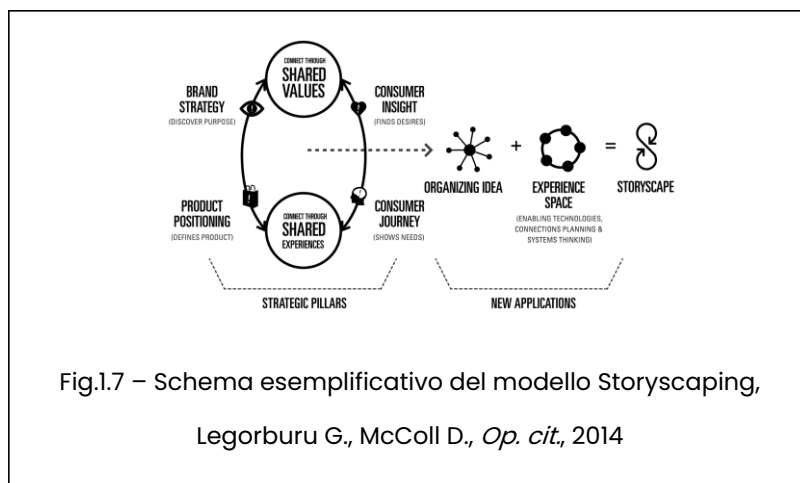 CONNECT THROUGH
SHARED
VALUES
BRAND
STRATEGY
(DISCOVER PURPOSE)
CONSUMER
INSIGHT
(FINDS DESIRES)
PRODUCT
POSITIONING
(DEFINES PRODUCT)
CONNECT THROUGH
SHARED
EXPERIENCES
CONSUMER
JOURNEY
(SHOWS NEEDS)
ORGANIZING IDEA
+
EXPERIENCE
SPACE
(ENABLING TECHNOLOGIES,
CONNECTIONS PLANNING &
SYSTEMS THINKING)
=
STORYSCAPE
STRATEGIC PILLARS
NEW APPLICATIONS
Fig.1.7 – Schema esemplificativo del modello Storyscaping,
Legorburu G., McColl D., Op. cit., 2014